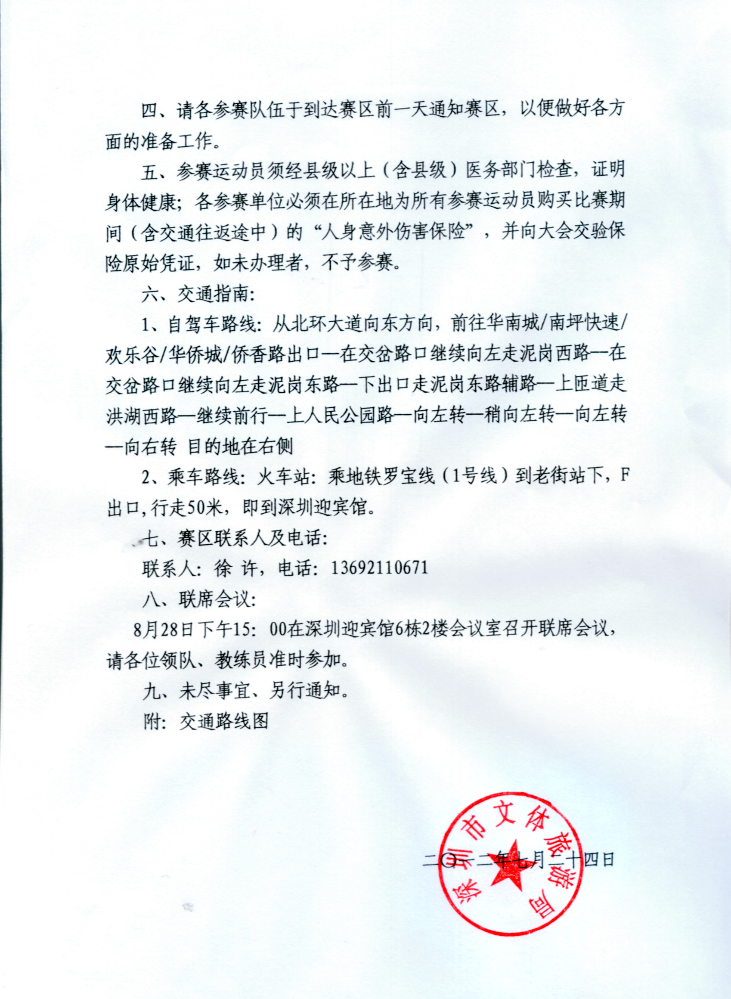 四、请各参赛队伍于到达赛区前一天通知赛区，以便做好各方
面的准备工作。
五、参赛运动员须经县级以上（含县级）医务部门检查，证明
身体健康；各参赛单位必须在所在地为所有参赛运动员购买比赛期
间（含交通往返途中）的“人身意外伤害保险”，并向大会交验保
险原始凭证，如未办理者，不予参赛。
六、交通指南：
1、自驾车路线：从北环大道向东方向，前往华南城/南坪快速/
欢乐谷/华侨城/侨香路出口—在交岔路口继续向左走泥岗西路—在
交岔路口继续向左走泥岗东路—下出口走泥岗东路辅路—上匝道走
洪湖西路—继续前行—上人民公园路—向左转—稍向左转—向左转
—向右转 目的地在右侧
2、乘车路线：火车站：乘地铁罗宝线（1号线）到老街站下，F
出口,行走50米，即到深圳迎宾馆。
七、赛区联系人及电话：
联系人：徐 许，电话：13692110671
八、联席会议：
8月28日下午15：00在深圳迎宾馆6栋2楼会议室召开联席会议，
请各位领队、教练员准时参加。
九、未尽事宜、另行通知。
附：交通路线图
深圳市文体旅游局
二〇一二年七月二十四日